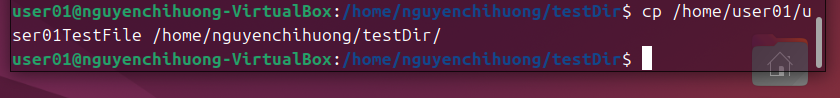 user01@nguyenchihuong-VirtualBox:/home/nguyenchihuong/testDir$ cp /home/user01/u
ser01TestFile /home/nguyenchihuong/testDir/
user01@nguyenchihuong-VirtualBox:/home/nguyenchihuong/testDir$